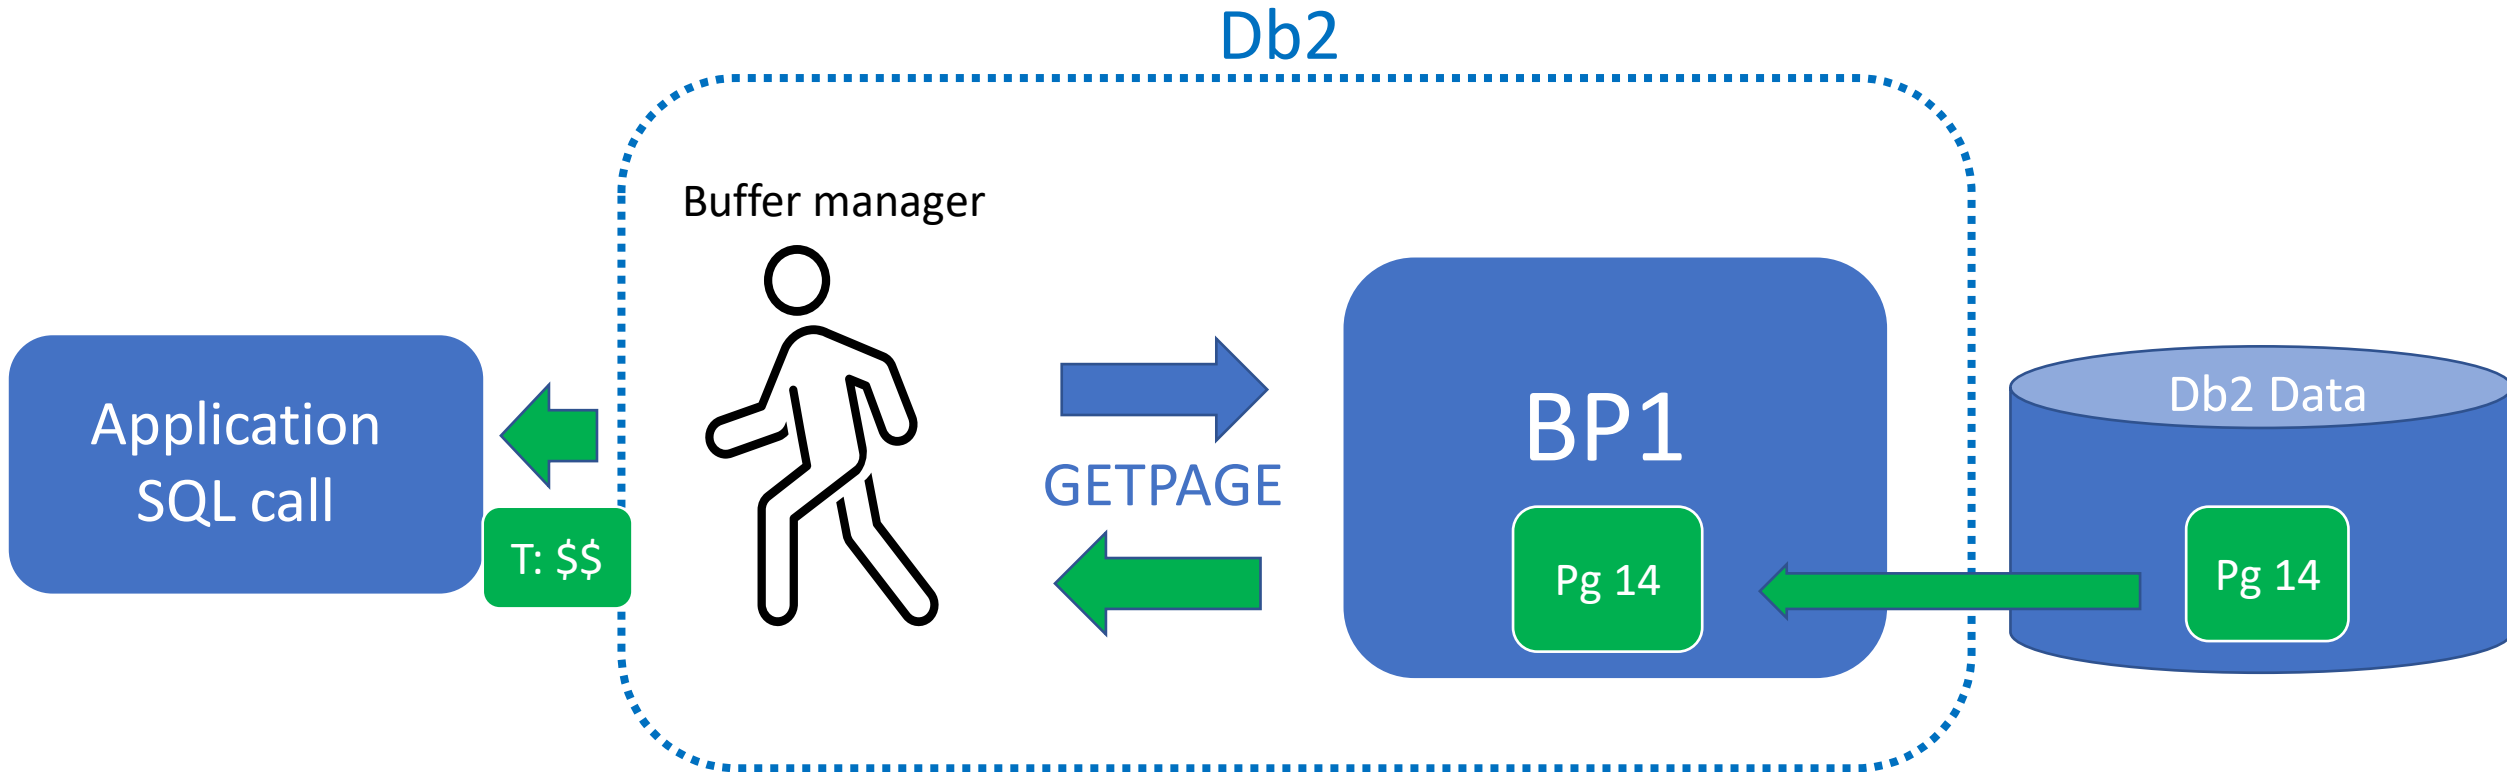 Db2
Buffer manager
Application
SQL call
T: $$
GETPAGE
BP1
Pg 14
Db2 Data
Pg 14